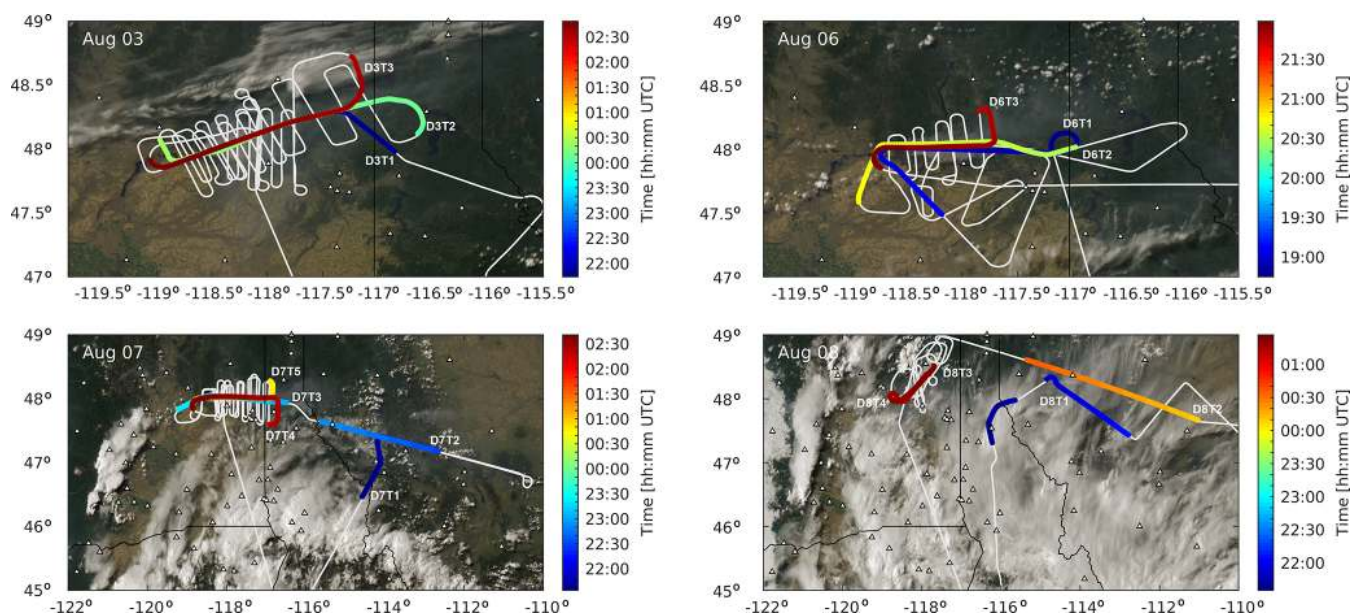 Aug 03
49°
48.5°
48°
47.5°
47°
-119.5° -119° -118.5° -118° -117.5° -117° -116.5° -116° -115.5°
D3T3
D3T2
D3T1
02:30
02:00
01:30
01:00
00:30
00:00
23:30
23:00
22:30
22:00
Time [hh:mm UTC]
Aug 06
49°
48.5°
48°
47.5°
47°
-119.5° -119° -118.5° -118° -117.5° -117° -116.5° -116° -115.5°
D6T3
D6T1
D6T2
21:30
21:00
20:30
20:00
19:30
19:00
Time [hh:mm UTC]
Aug 07
49°
48°
47°
46°
45°
-122° -120° -118° -116° -114° -112° -110°
D7T5
D7T3
D7T4
D7T2
D7T1
02:30
02:00
01:30
01:00
00:30
00:00
23:30
23:00
22:30
22:00
Time [hh:mm UTC]
Aug 08
49°
48°
47°
46°
45°
-122° -120° -118° -116° -114° -112° -110°
D8T3
D8T4
D8T1
D8T2
01:00
00:30
00:00
23:30
23:00
22:30
22:00
Time [hh:mm UTC]